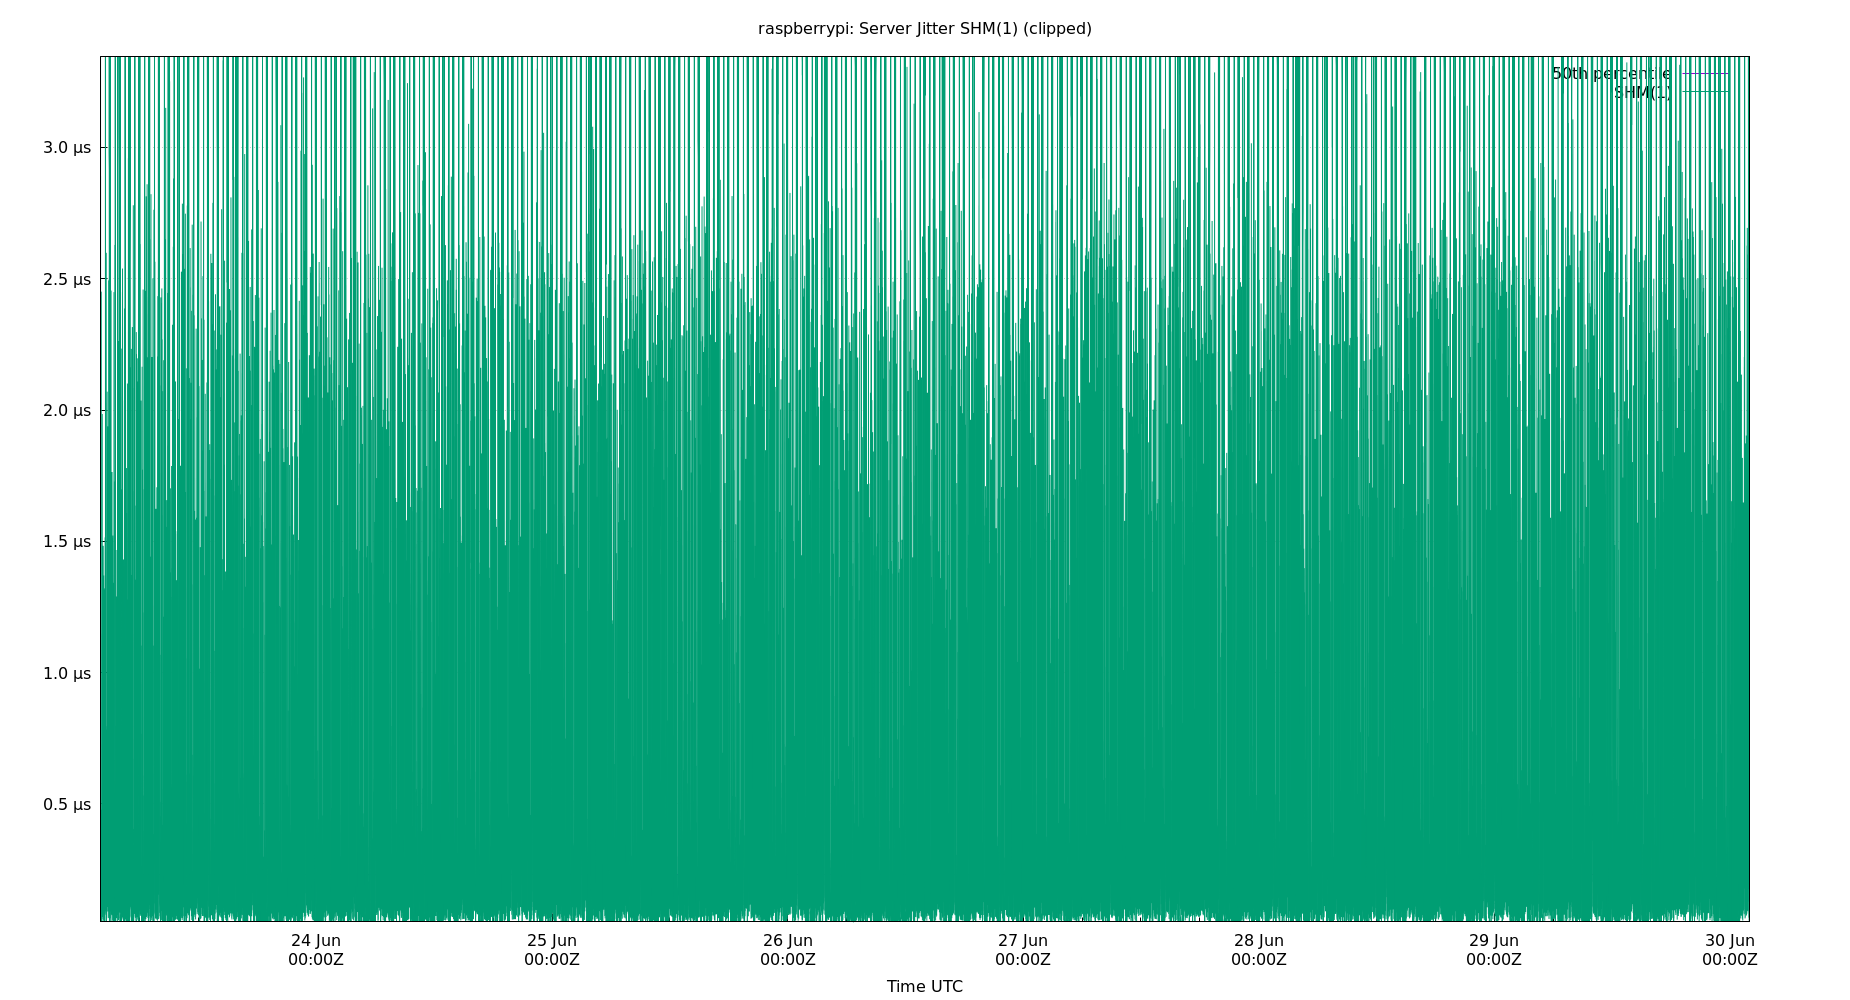 raspberrypi: Server Jitter SHM(1) (clipped)
50th percentile
SHM(1)
3.0 µs
2.5 µs
2.0 µs
1.5 µs
1.0 µs
0.5 µs
24 Jun 25 Jun 26 Jun 27 Jun 28 Jun 29 Jun 30 Jun
00:00Z 00:00Z 00:00Z 00:00Z 00:00Z 00:00Z 00:00Z
Time UTC